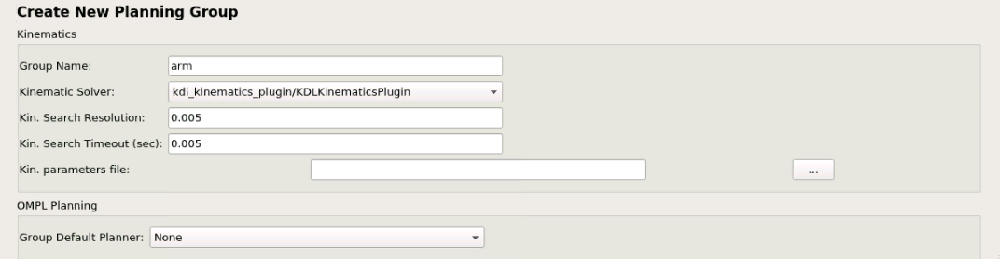 Create New Planning Group
Kinematics
Group Name: arm
Kinematic Solver: kdl_kinematics_plugin/KDLKinematicsPlugin
Kin. Search Resolution: 0.005
Kin. Search Timeout (sec): 0.005
Kin. parameters file: ...
OMPL Planning
Group Default Planner: None